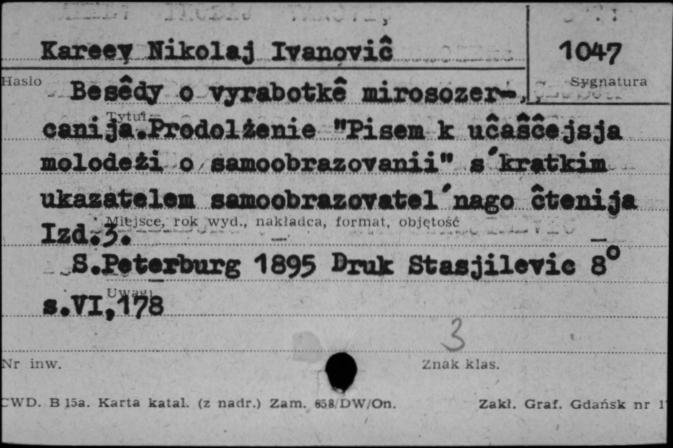 Kareev Nikolaj Ivanoviĉ
1047
Hasło
Sygnatura
Besêdy o vyrabotkê mirosozer-
Tytuł
canija.Prodolženie "Pisem k uĉaŝĉejsja
molodeži o samoobrazovanii" s´kratkim
ukazatelem samoobrazovatel´nago ĉtenija
Miejsce, rok wyd., nakładca, format, objętość
Izd.3.
S.Peterburg 1895 Druk Stasjilevic 8°
Uwagi
s.VI,178
3
Nr inw.
Znak klas.
CWD. B 15a. Karta katal. (z nadr.) Zam. 658/DW/On.
Zakł. Graf. Gdańsk nr 1